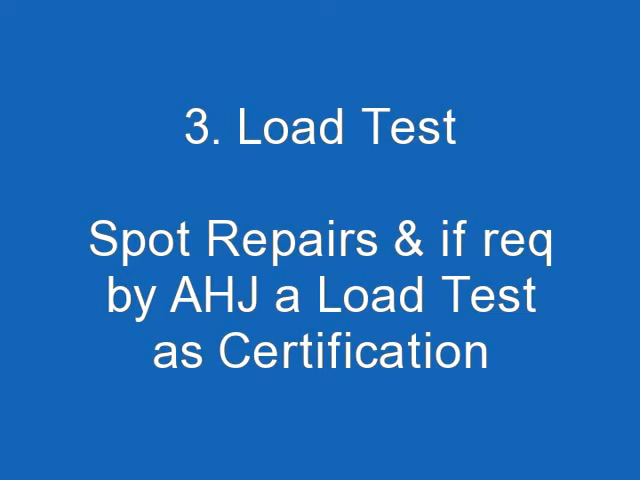 3. Load Test
Spot Repairs & if req
by AHJ a Load Test
as Certification